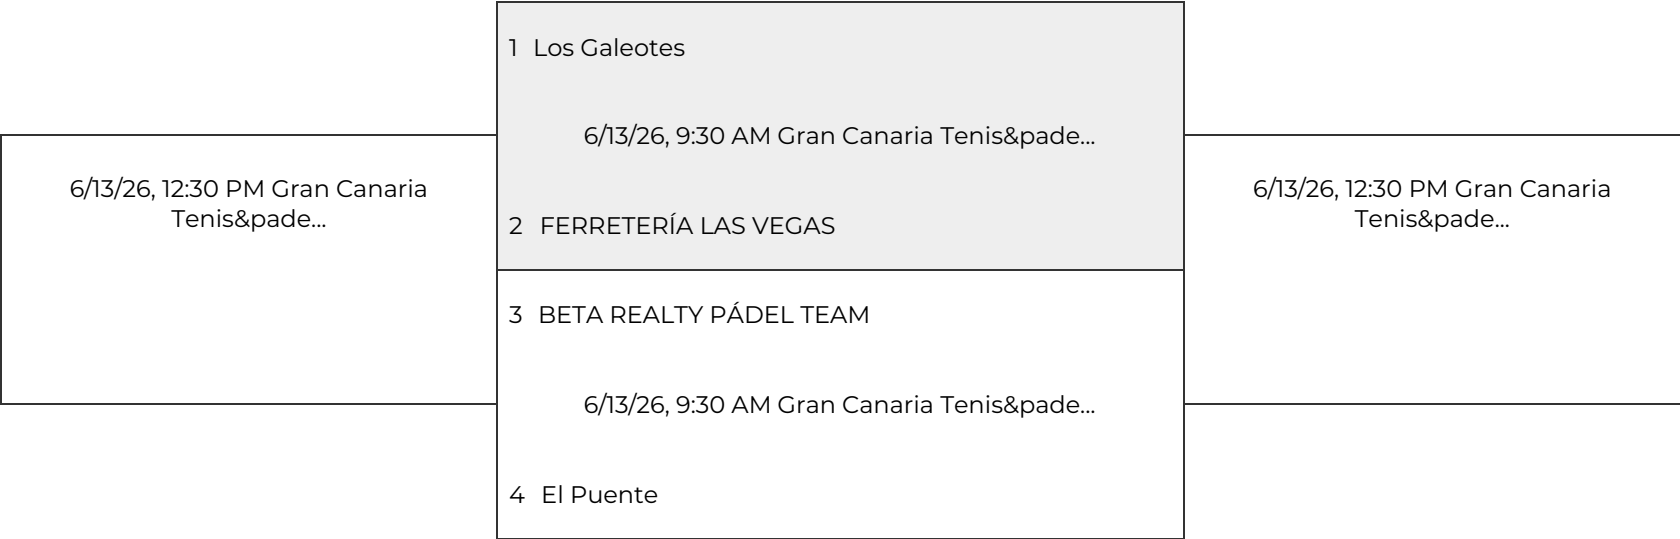 1 Los Galeotes
6/13/26, 9:30 AM Gran Canaria Tenis&pade...
2 FERRETERÍA LAS VEGAS
6/13/26, 12:30 PM Gran Canaria
Tenis&pade...
6/13/26, 12:30 PM Gran Canaria
Tenis&pade...
3 BETA REALTY PÁDEL TEAM
6/13/26, 9:30 AM Gran Canaria Tenis&pade...
4 El Puente